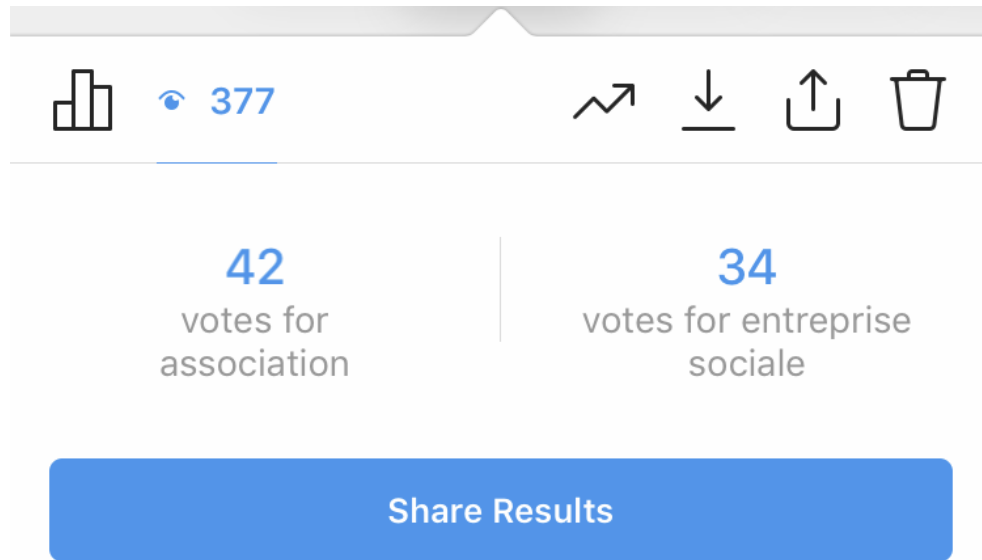 377
42
votes for
association
34
votes for entreprise
sociale
Share Results